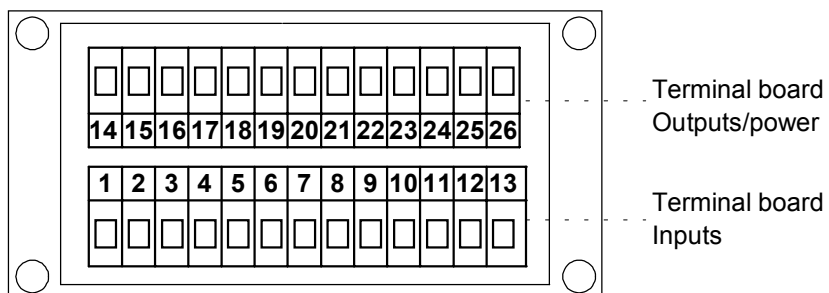 14 15 16 17 18 19 20 21 22 23 24 25 26
Terminal board
Outputs/power
1 2 3 4 5 6 7 8 9 10 11 12 13
Terminal board
Inputs